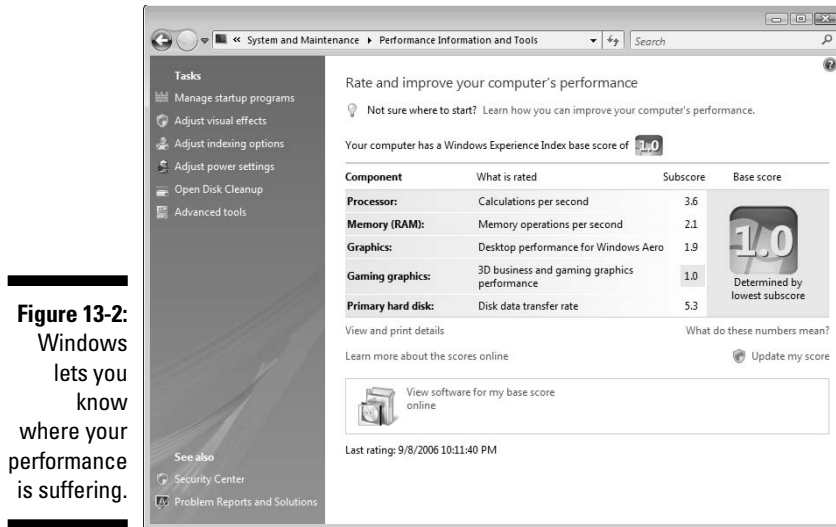 Figure 13-2:
Windows
lets you
know
where your
performance
is suffering.
« System and Maintenance ▸ Performance Information and Tools
Search
Tasks
Manage startup programs
Adjust visual effects
Adjust indexing options
Adjust power settings
Open Disk Cleanup
Advanced tools
See also
Security Center
Problem Reports and Solutions
Rate and improve your computer's performance
Not sure where to start? Learn how you can improve your computer's performance.
Your computer has a Windows Experience Index base score of 1.0
Component What is rated Subscore Base score
Processor: Calculations per second 3.6
Memory (RAM): Memory operations per second 2.1
Graphics: Desktop performance for Windows Aero 1.9
Gaming graphics: 3D business and gaming graphics
performance 1.0
Primary hard disk: Disk data transfer rate 5.3
1.0
Determined by
lowest subscore
View and print details What do these numbers mean?
Learn more about the scores online Update my score
View software for my base score
online
Last rating: 9/8/2006 10:11:40 PM